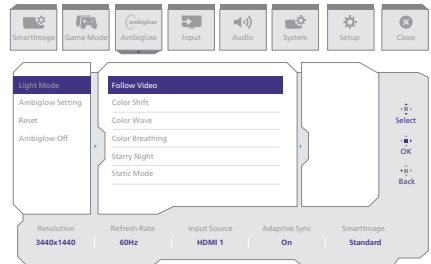 SmartImage Game Mode Ambiglow Input Audio System Setup Close
ambiglow
Light Mode
Ambiglow Setting
Reset
Ambiglow Off
Follow Video
Color Shift
Color Wave
Color Breathing
Starry Night
Static Mode
Select
OK
Back
Resolution Refresh Rate Input Source Adaptive Sync SmartImage
3440x1440 60Hz HDMI 1 On Standard